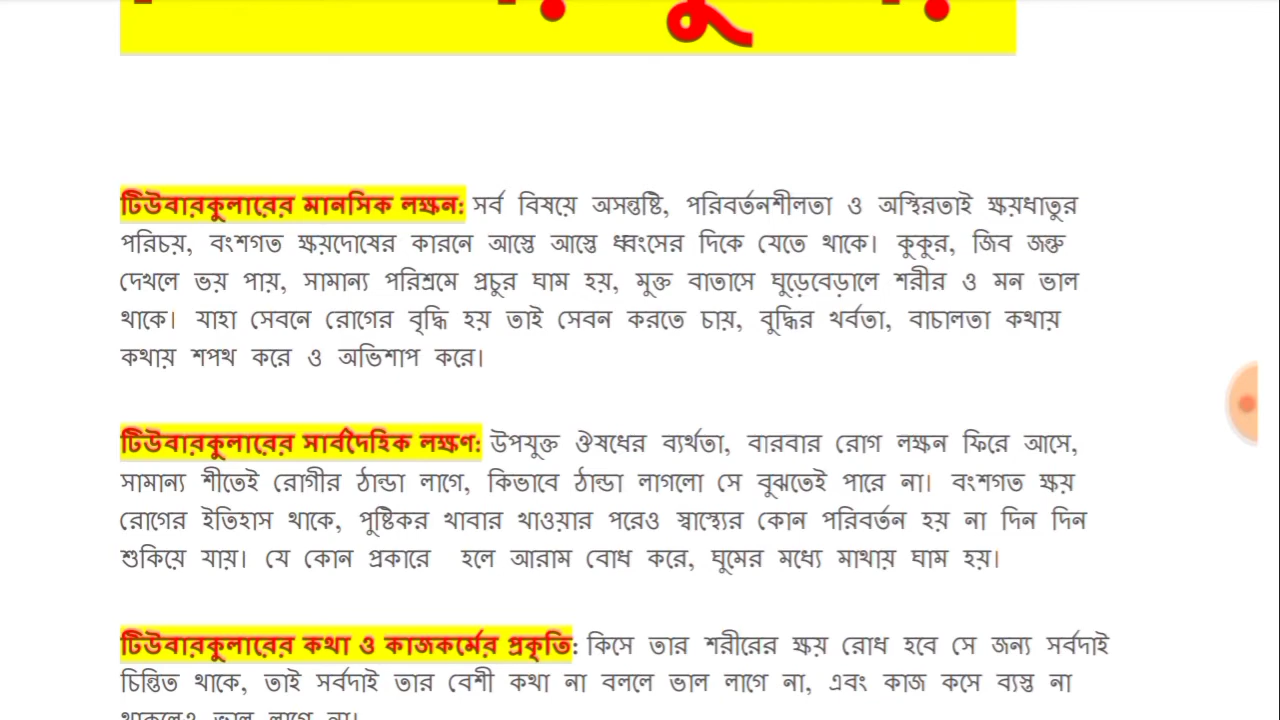 টিউবারকুলারের মানসিক লক্ষন: সর্ব বিষয়ে অসন্তষ্টি, পরিবর্তনশীলতা ও অস্থিরতাই ক্ষয়ধাতুর
পরিচয়, বংশগত ক্ষয়দোষের কারনে আস্তে আস্তে ধ্বংসের দিকে যেতে থাকে। কুকুর, জিব জন্তু
দেখলে ভয় পায়, সামান্য পরিশ্রমে প্রচুর ঘাম হয়, মুক্ত বাতাসে ঘুড়েবেড়ালে শরীর ও মন ভাল
থাকে। যাহা সেবনে রোগের বৃদ্ধি হয় তাই সেবন করতে চায়, বুদ্ধির খর্বতা, বাচালতা কথায়
কথায় শপথ করে ও অভিশাপ করে।
টিউবারকুলারের সার্বদৈহিক লক্ষণ: উপযুক্ত ঔষধের ব্যর্থতা, বারবার রোগ লক্ষন ফিরে আসে,
সামান্য শীতেই রোগীর ঠান্ডা লাগে, কিভাবে ঠান্ডা লাগলো সে বুঝতেই পারে না। বংশগত ক্ষয়
রোগের ইতিহাস থাকে, পুষ্টিকর খাবার খাওয়ার পরেও স্বাস্থ্যের কোন পরিবর্তন হয় না দিন দিন
শুকিয়ে যায়। যে কোন প্রকারে হলে আরাম বোধ করে, ঘুমের মধ্যে মাথায় ঘাম হয়।
টিউবারকুলারের কথা ও কাজকর্মের প্রকৃতি: কিসে তার শরীরের ক্ষয় রোধ হবে সে জন্য সর্বদাই
চিন্তিত থাকে, তাই সর্বদাই তার বেশী কথা না বললে ভাল লাগে না, এবং কাজ কসে ব্যস্ত না
থাকলেও ভাল লাগে না।